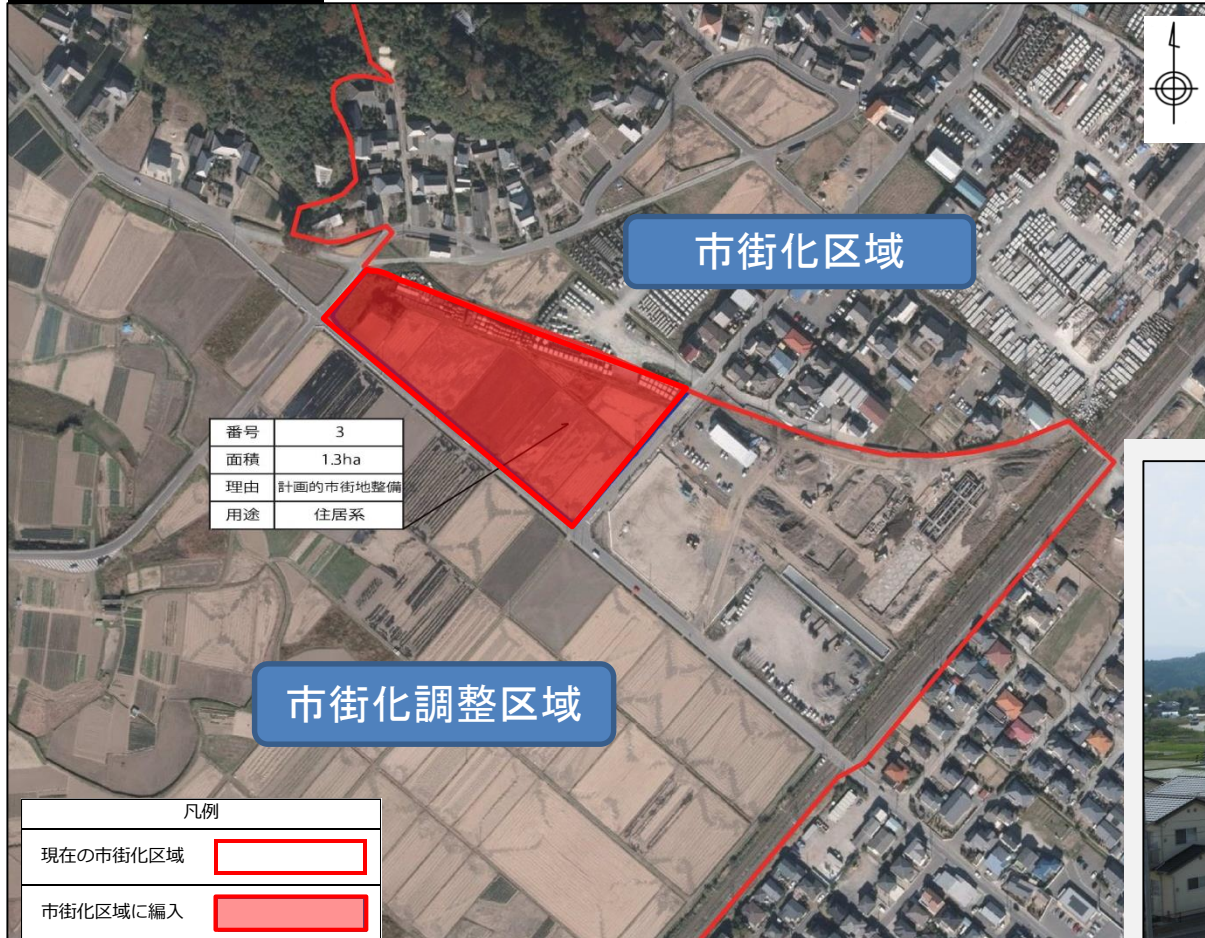 市街化区域
番号 3
面積 1.3ha
理由 計画的市街地整備
用途 住居系
市街化調整区域
凡例
現在の市街化区域
市街化区域に編入